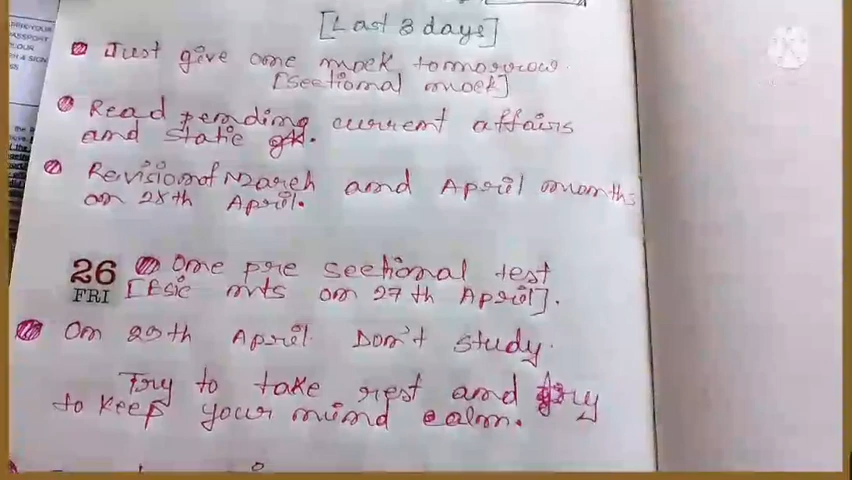 [Last 3 days]
Just give one mock tomorrow.
[Sectional mock]
Read pending current affairs
and static gk.
Revision of March and April months
on 28th April.
26
FRI
One pre sectional test
[Esic mts on 27th April].
On 29th April Don't study.
Try to take rest and try
to keep your mind calm.